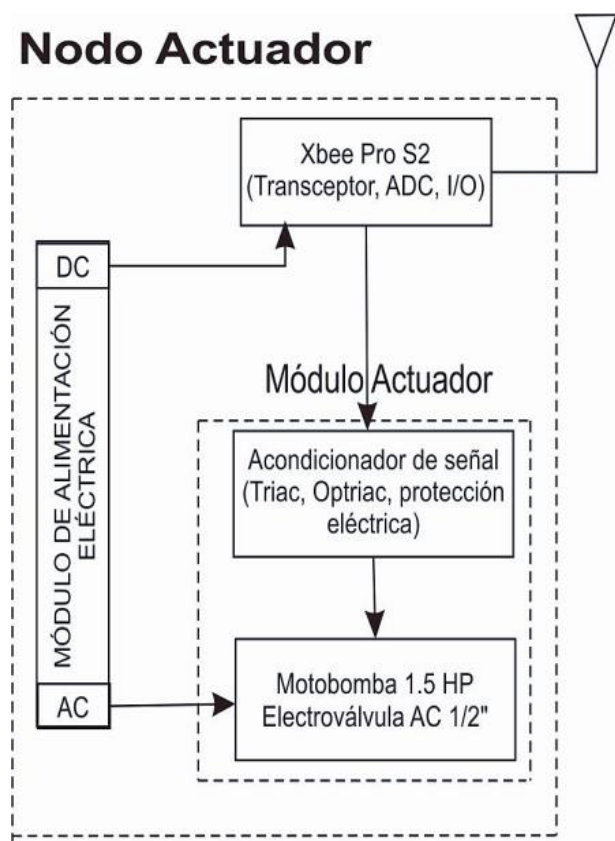 Nodo Actuador
Xbee Pro S2
(Transceptor, ADC, I/O)
DC
MÓDULO DE ALIMENTACIÓN
ELÉCTRICA
AC
Módulo Actuador
Acondicionador de señal
(Triac, Optriac, protección
eléctrica)
Motobomba 1.5 HP
Electroválvula AC 1/2"